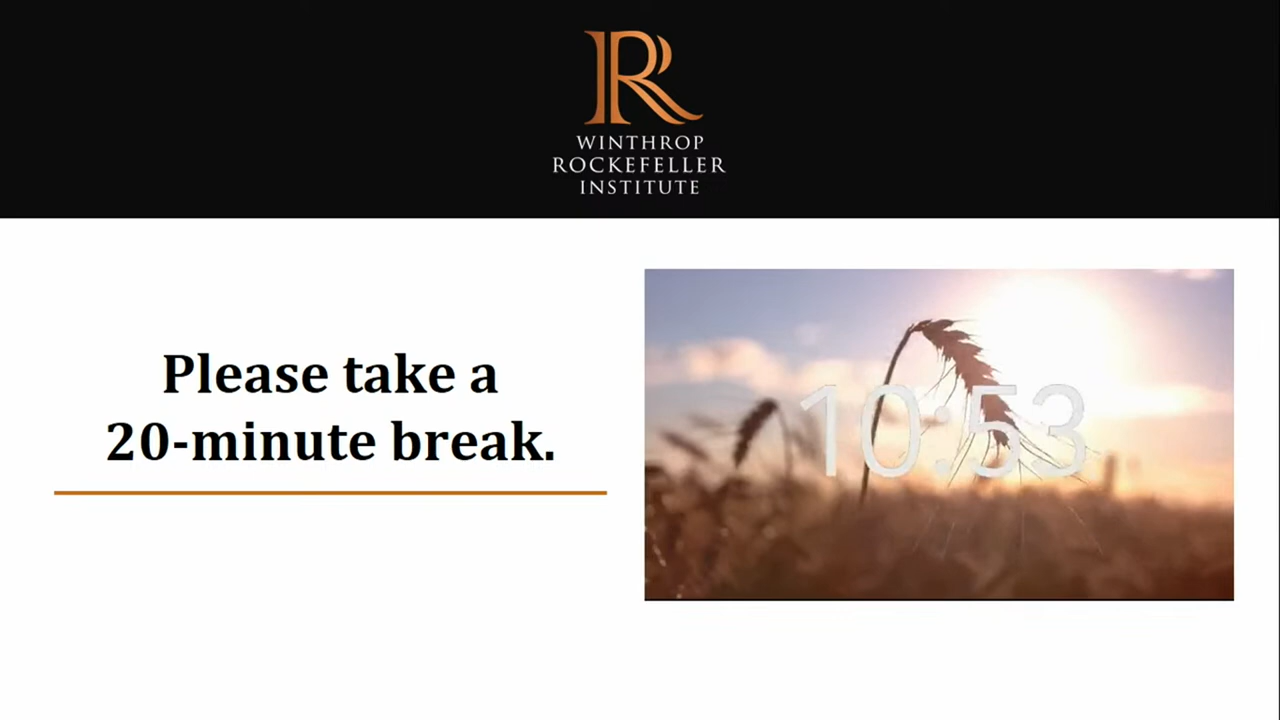 WINTHROP
ROCKEFELLER
INSTITUTE
Please take a
20-minute break.
10:53